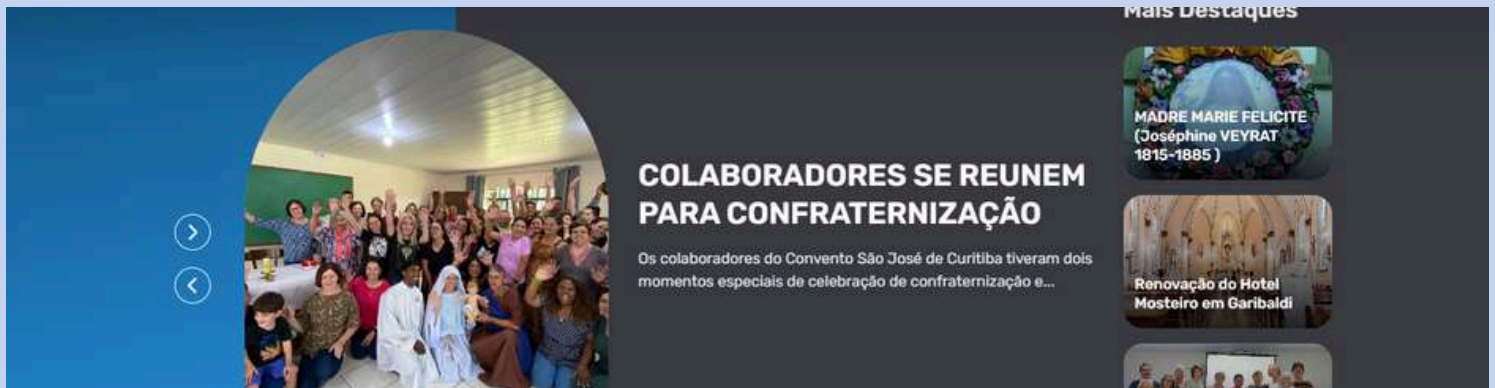 Mais Destaques
COLABORADORES SE REUNEM
PARA CONFRATERNIZAÇÃO
Os colaboradores do Convento São José de Curitiba tiveram dois
momentos especiais de celebração de confraternização e...
MADRE MARIE FELICITE
(Joséphine VEYRAT
1815-1885 )
Renovação do Hotel
Mosteiro em Garibaldi